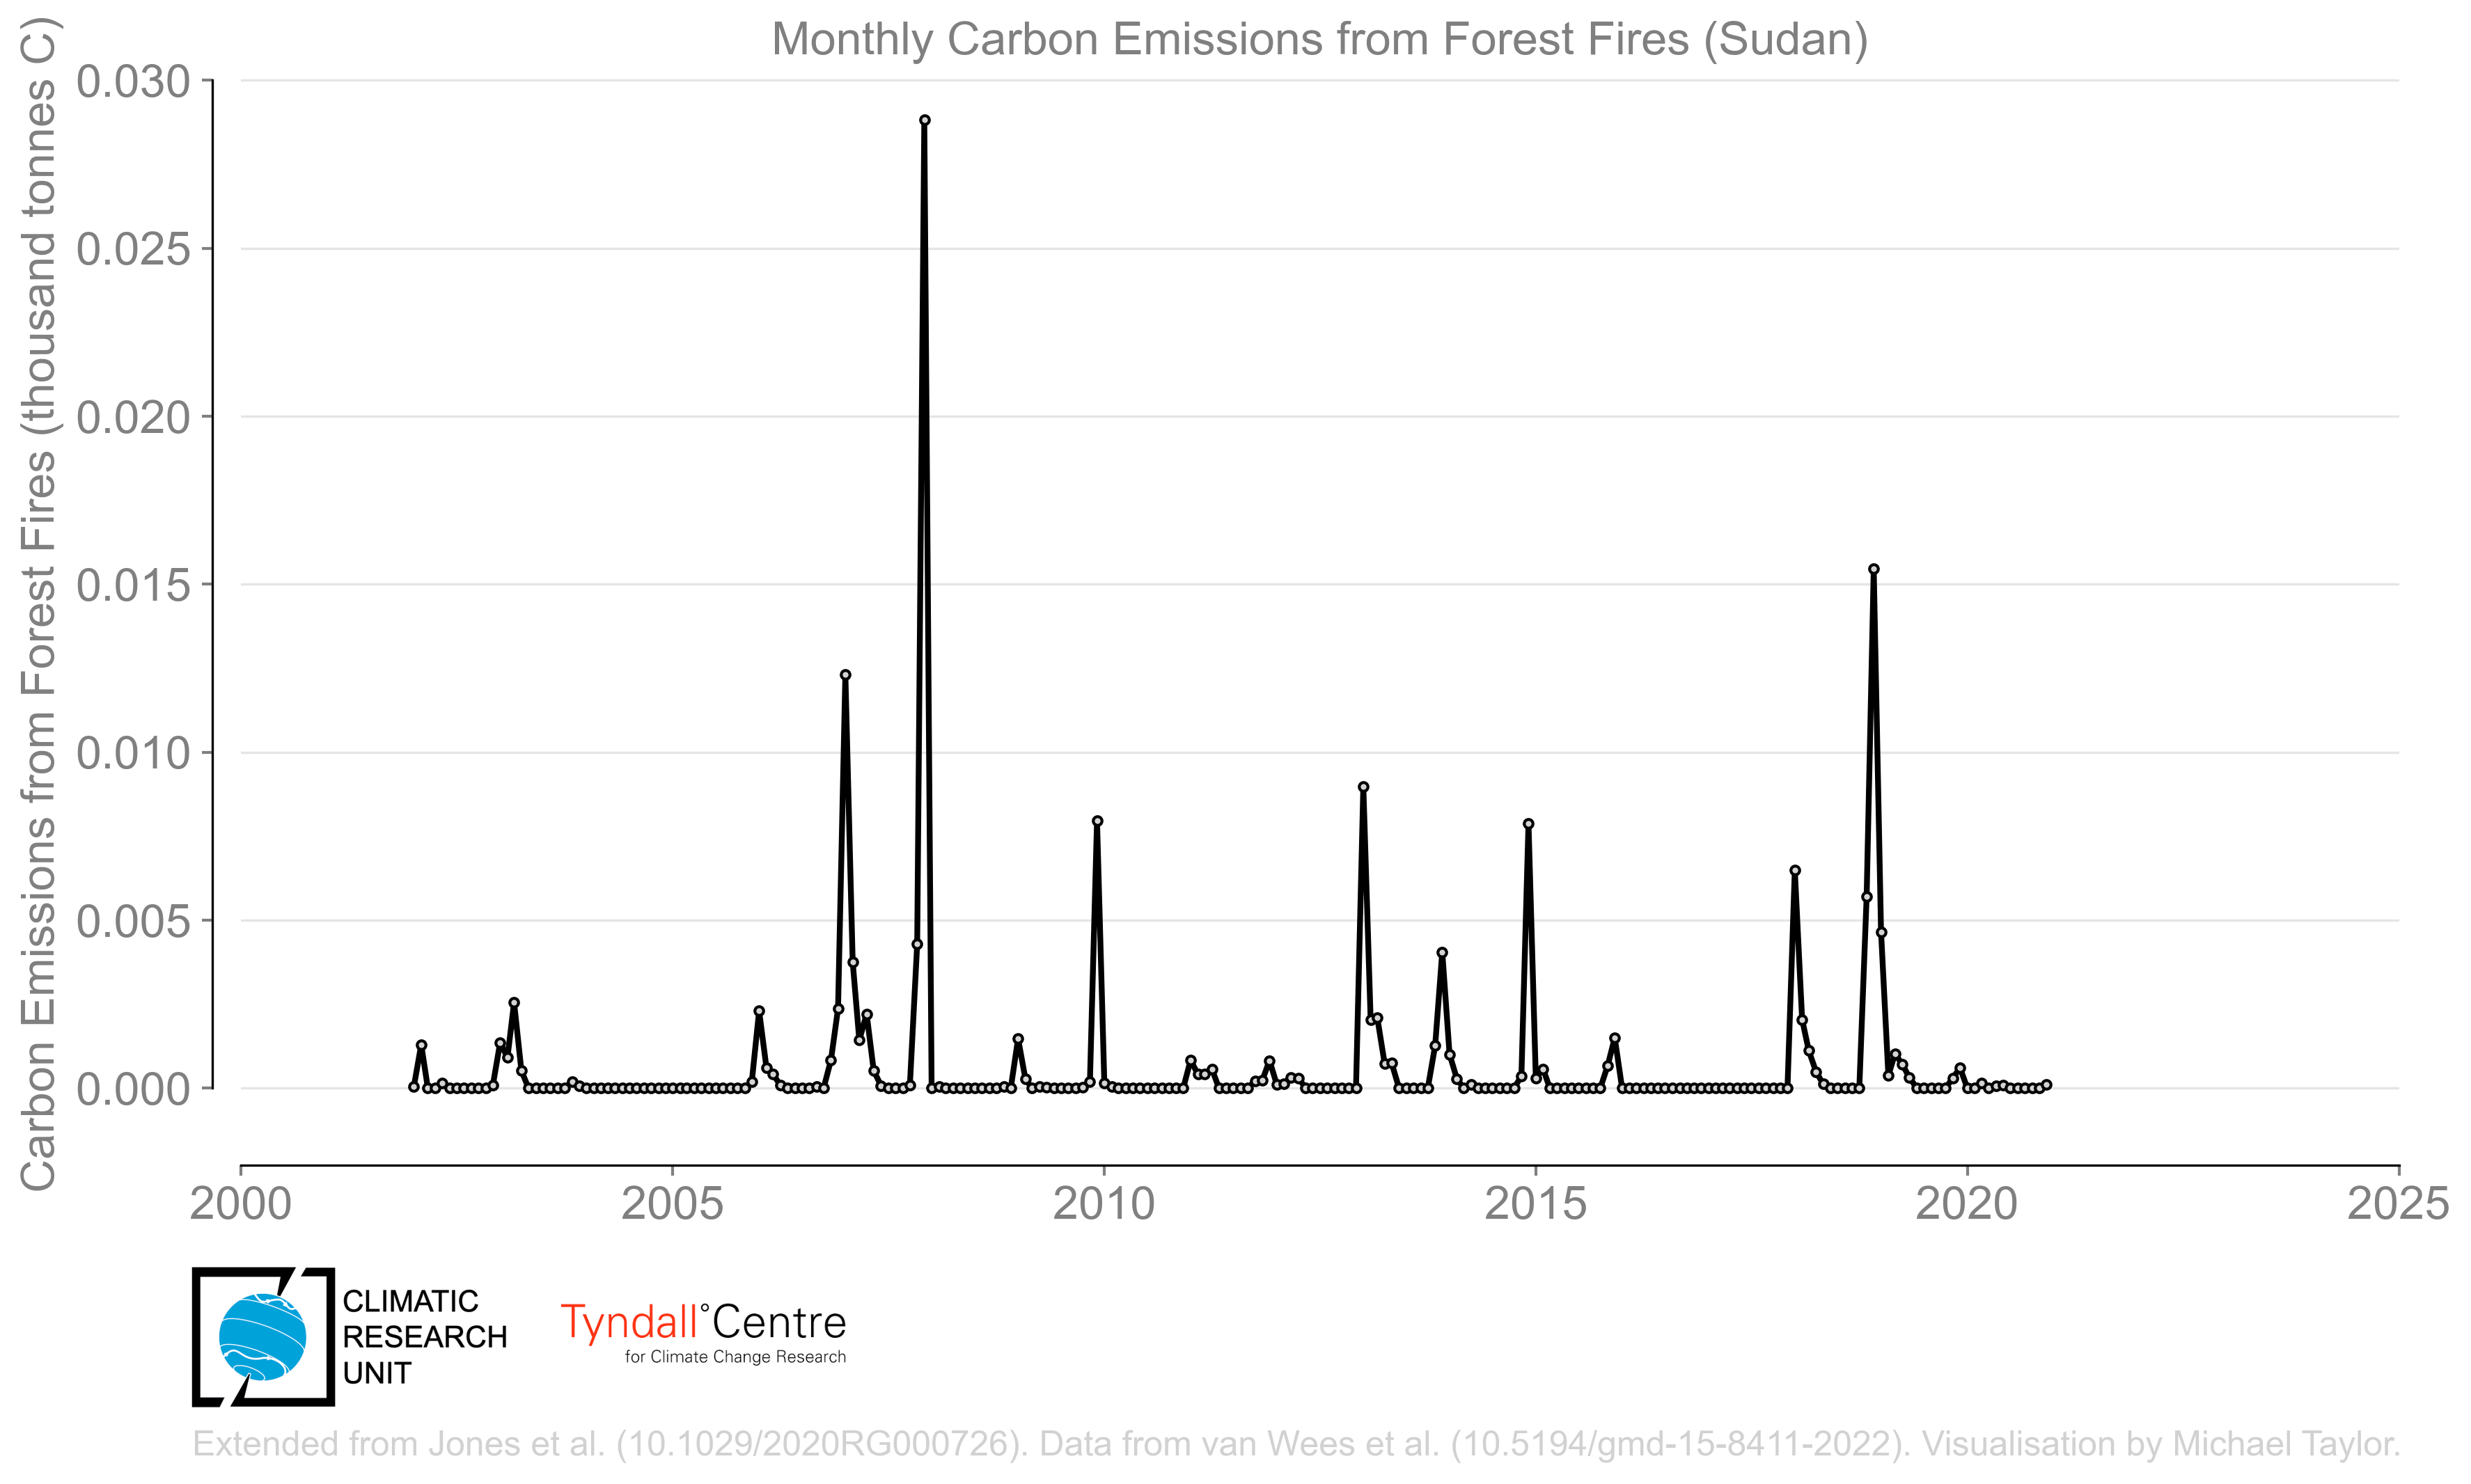 Monthly Carbon Emissions from Forest Fires (Sudan)
Carbon Emissions from Forest Fires (thousand tonnes C)
0.030
0.025
0.020
0.015
0.010
0.005
0.000
2000 2005 2010 2015 2020 2025
CLIMATIC
RESEARCH
UNIT
Tyndall°Centre
for Climate Change Research
Extended from Jones et al. (10.1029/2020RG000726). Data from van Wees et al. (10.5194/gmd-15-8411-2022). Visualisation by Michael Taylor.